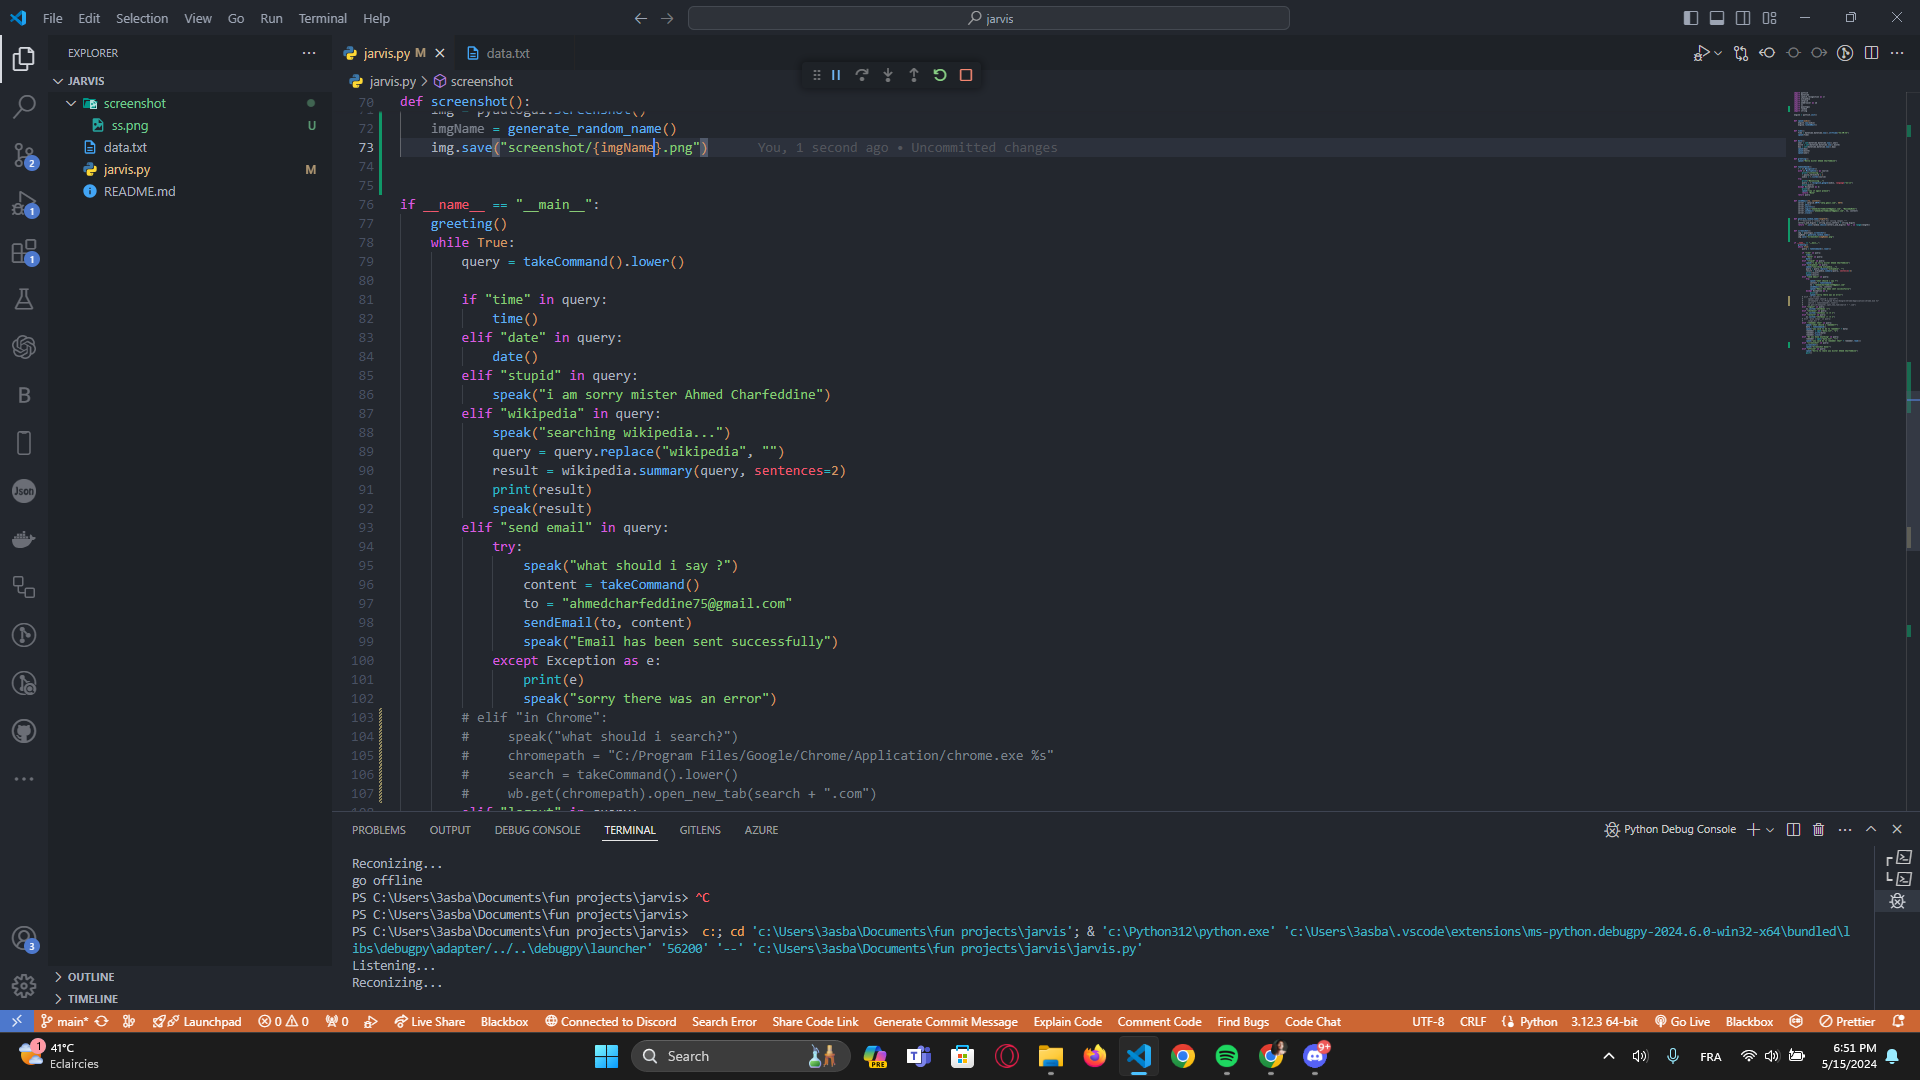 File Edit Selection View Go Run Terminal Help
jarvis
EXPLORER
JARVIS
screenshot
ss.png U
data.txt
jarvis.py M
README.md
OUTLINE
TIMELINE
2
1
1
B
Json
3
jarvis.py M
data.txt
jarvis.py > screenshot
70 def screenshot():
72 imgName = generate_random_name()
73 img.save("screenshot/{imgName}.png") You, 1 second ago • Uncommitted changes
74
75
76 if __name__ == "__main__":
77 greeting()
78 while True:
79 query = takeCommand().lower()
80
81 if "time" in query:
82 time()
83 elif "date" in query:
84 date()
85 elif "stupid" in query:
86 speak("i am sorry mister Ahmed Charfeddine")
87 elif "wikipedia" in query:
88 speak("searching wikipedia...")
89 query = query.replace("wikipedia", "")
90 result = wikipedia.summary(query, sentences=2)
91 print(result)
92 speak(result)
93 elif "send email" in query:
94 try:
95 speak("what should i say ?")
96 content = takeCommand()
97 to = "ahmedcharfeddine75@gmail.com"
98 sendEmail(to, content)
99 speak("Email has been sent successfully")
100 except Exception as e:
101 print(e)
102 speak("sorry there was an error")
103 # elif "in Chrome":
104 # speak("what should i search?")
105 # chromepath = "C:/Program Files/Google/Chrome/Application/chrome.exe %s"
106 # search = takeCommand().lower()
107 # wb.get(chromepath).open_new_tab(search + ".com")
PROBLEMS OUTPUT DEBUG CONSOLE TERMINAL GITLENS AZURE
Python Debug Console
Reconizing...
go offline
PS C:\Users\3asba\Documents\fun projects\jarvis> ^C
PS C:\Users\3asba\Documents\fun projects\jarvis>
PS C:\Users\3asba\Documents\fun projects\jarvis> c:; cd 'c:\Users\3asba\Documents\fun projects\jarvis'; & 'c:\Python312\python.exe' 'c:\Users\3asba\.vscode\extensions\ms-python.debugpy-2024.6.0-win32-x64\bundled\l
ibs\debugpy\adapter/../..\debugpy\launcher' '56200' '--' 'c:\Users\3asba\Documents\fun projects\jarvis\jarvis.py'
Listening...
Reconizing...
main* Launchpad 0 0 0 Live Share Blackbox Connected to Discord Search Error Share Code Link Generate Commit Message Explain Code Comment Code Find Bugs Code Chat UTF-8 CRLF Python 3.12.3 64-bit Go Live Blackbox Prettier
1
41°C
Eclaircies
Search
PRE
9+
FRA
6:51 PM
5/15/2024